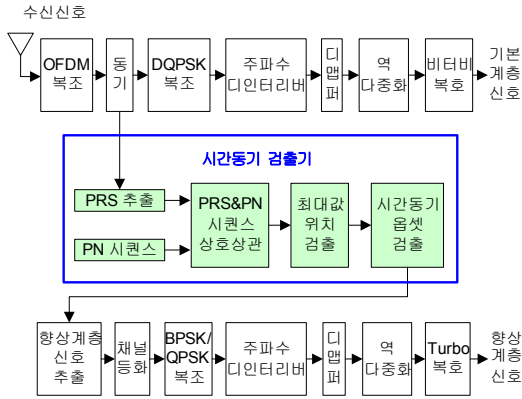 수신신호
OFDM
복조
동
기
DQPSK
복조
주파수
디인터리버
디
맵
퍼
역
다중화
비터비
복호
기본
계층
신호
시간동기 검출기
PRS 추출
PN 시퀀스
PRS&PN
시퀀스
상호상관
최대값
위치
검출
시간동기
옵셋
검출
향상계층
신호
추출
채널
등화
BPSK/
QPSK
복조
주파수
디인터리버
디
맵
퍼
역
다중화
Turbo
복호
향상
계층
신호